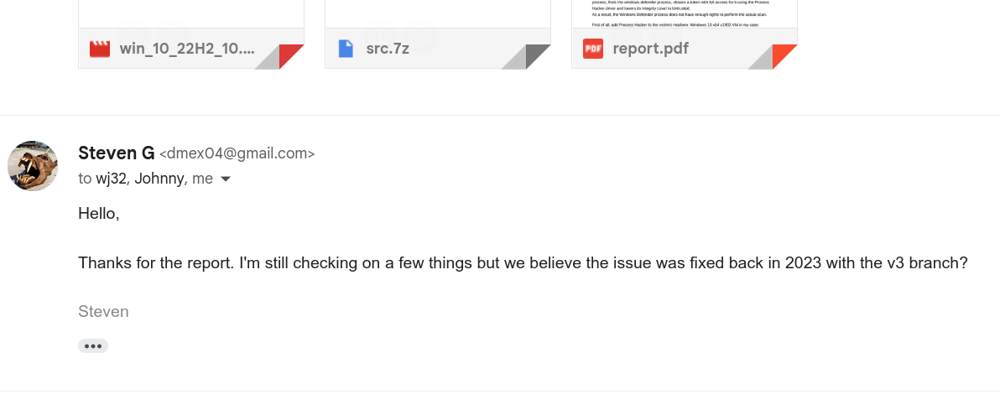 process, finds the windows defender process, obtains a token with full access for it using the Process
Hacker driver and lowers its Integrity Level to Untrusted.
As a result, the Windows Defender process does not have enough rights to perform the actual scan.
First of all, add Process Hacker to the victim's machine. Windows 10 x64 v1903 VM in my case:
win_10_22H2_10....
src.7z
PDF report.pdf
Steven G <dmex04@gmail.com>
to wj32, Johnny, me
Hello,
Thanks for the report. I'm still checking on a few things but we believe the issue was fixed back in 2023 with the v3 branch?
Steven